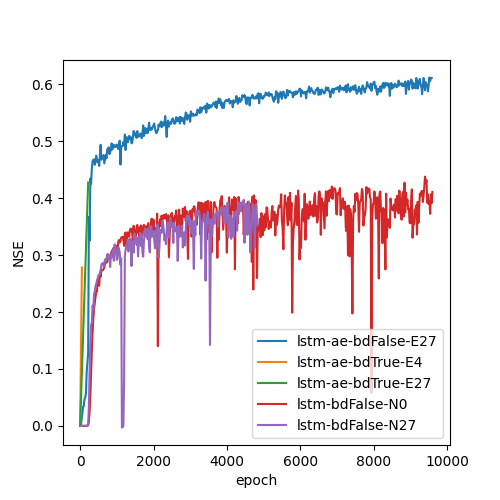 0.6
0.5
0.4
0.3
0.2
0.1
0.0
NSE
lstm-ae-bdFalse-E27
lstm-ae-bdTrue-E4
lstm-ae-bdTrue-E27
lstm-bdFalse-N0
lstm-bdFalse-N27
0 2000 4000 6000 8000 10000
epoch